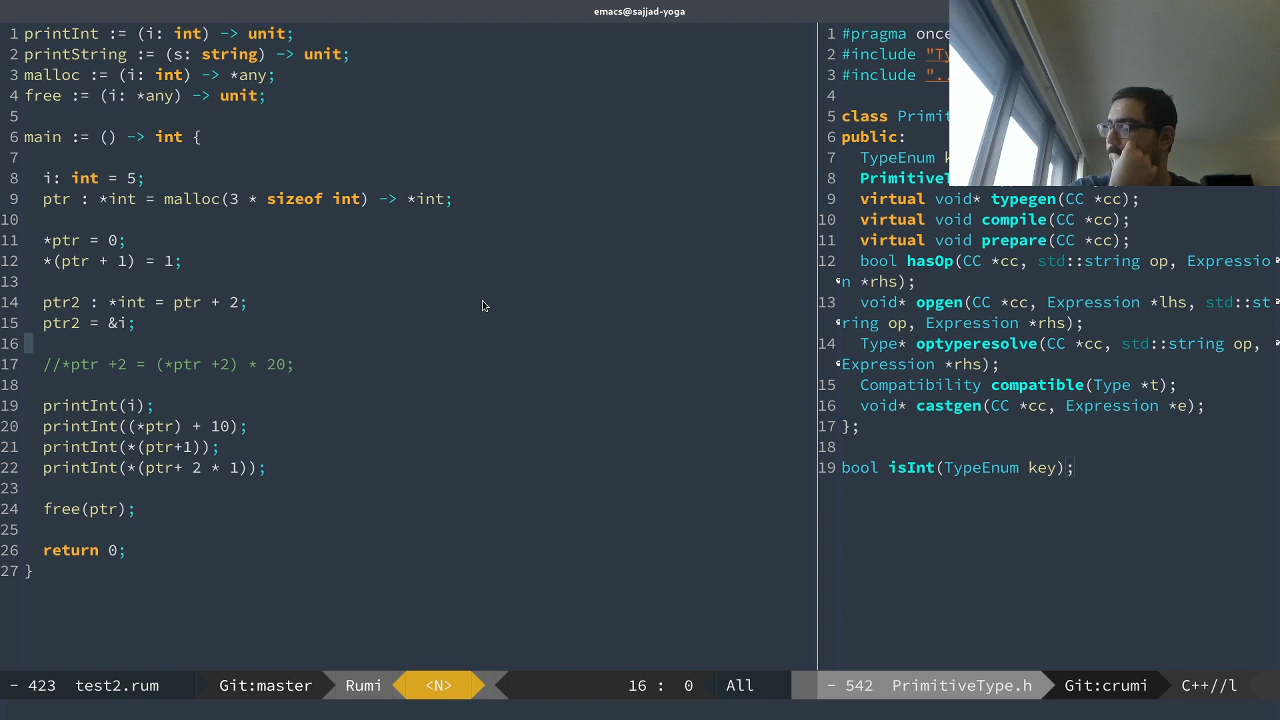 emacs@sajjad-yoga
1 printInt := (i: int) -> unit;
2 printString := (s: string) -> unit;
3 malloc := (i: int) -> *any;
4 free := (i: *any) -> unit;
5
6 main := () -> int {
7
8 i: int = 5;
9 ptr : *int = malloc(3 * sizeof int) -> *int;
10
11 *ptr = 0;
12 *(ptr + 1) = 1;
13
14 ptr2 : *int = ptr + 2;
15 ptr2 = &i;
16
17 //*ptr +2 = (*ptr +2) * 20;
18
19 printInt(i);
20 printInt((*ptr) + 10);
21 printInt(*(ptr+1));
22 printInt(*(ptr+ 2 * 1));
23
24 free(ptr);
25
26 return 0;
27 }
- 423 test2.rum Git:master Rumi <N> 16 : 0 All
1 #pragma
2 #include
3 #include
4
5 class
6 public:
7 TypeEnum
8
9 virtual void* typegen(CC *cc);
10 virtual void compile(CC *cc);
11 virtual void prepare(CC *cc);
12 bool hasOp(CC *cc, std::string op, Expressio
n *rhs);
13 void* opgen(CC *cc, Expression *lhs, std::st
ring op, Expression *rhs);
14 Type* optyperesolve(CC *cc, std::string op,
Expression *rhs);
15 Compatibility compatible(Type *t);
16 void* castgen(CC *cc, Expression *e);
17 };
18
19 bool isInt(TypeEnum key);
- 542 PrimitiveType.h Git:crumi C++//l